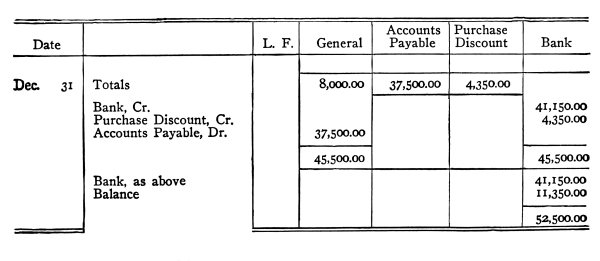 Date L. F. General Accounts Payable Purchase Discount Bank
Dec. 31 Totals 8,000.00 37,500.00 4,350.00
Bank, Cr. 41,150.00
Purchase Discount, Cr. 4,350.00
Accounts Payable, Dr. 37,500.00
45,500.00 45,500.00
Bank, as above 41,150.00
Balance 11,350.00
52,500.00